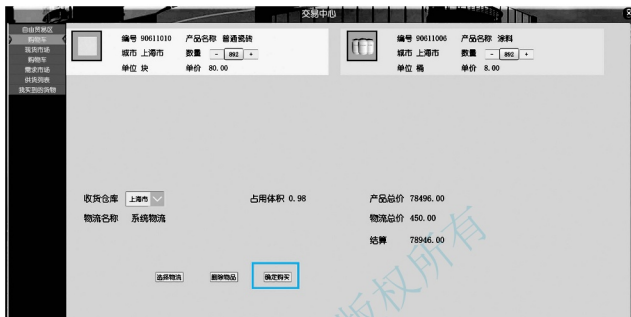 交易中心
自由贸易区
购物车
现货市场
购物车
需求市场
供货列表
我买到的货物
编号 90611010 产品名称 普通瓷砖
城市 上海市 数量 - 892 +
单位 块 单价 80.00
编号 90611006 产品名称 涂料
城市 上海市 数量 - 892 +
单位 桶 单价 8.00
收货仓库 上海市 占用体积 0.98 产品总价 78496.00
物流名称 系统物流 物流总价 450.00
结算 78946.00
选择物流 删除物品 确定购买
版权所有